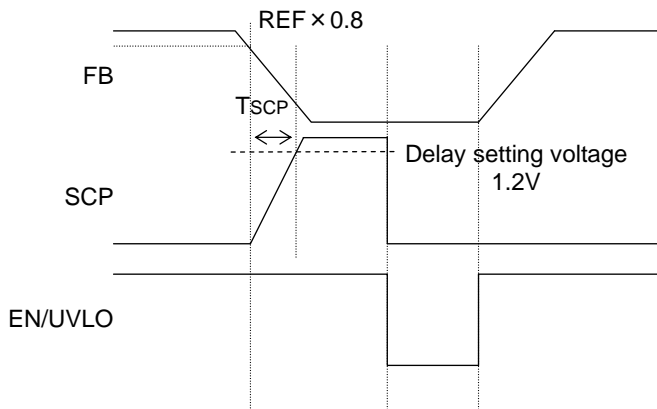 REF×0.8
FB
TSCP
Delay setting voltage
1.2V
SCP
EN/UVLO